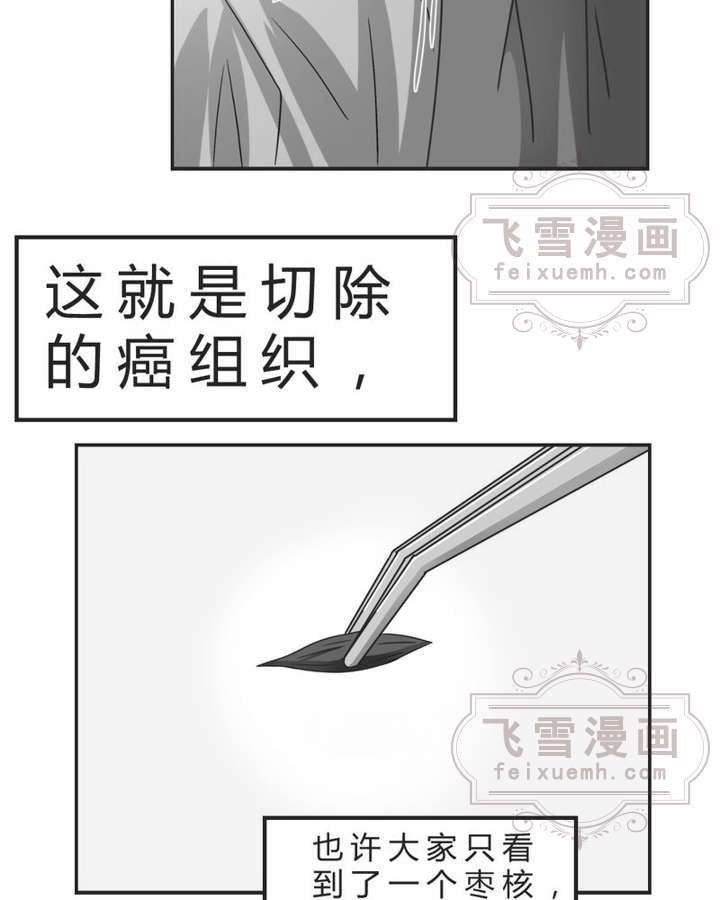 飞雪漫画
feixuemh.com
这就是切除
的癌组织，
飞雪漫画
feixuemh.com
也许大家只看
到了一个枣核，